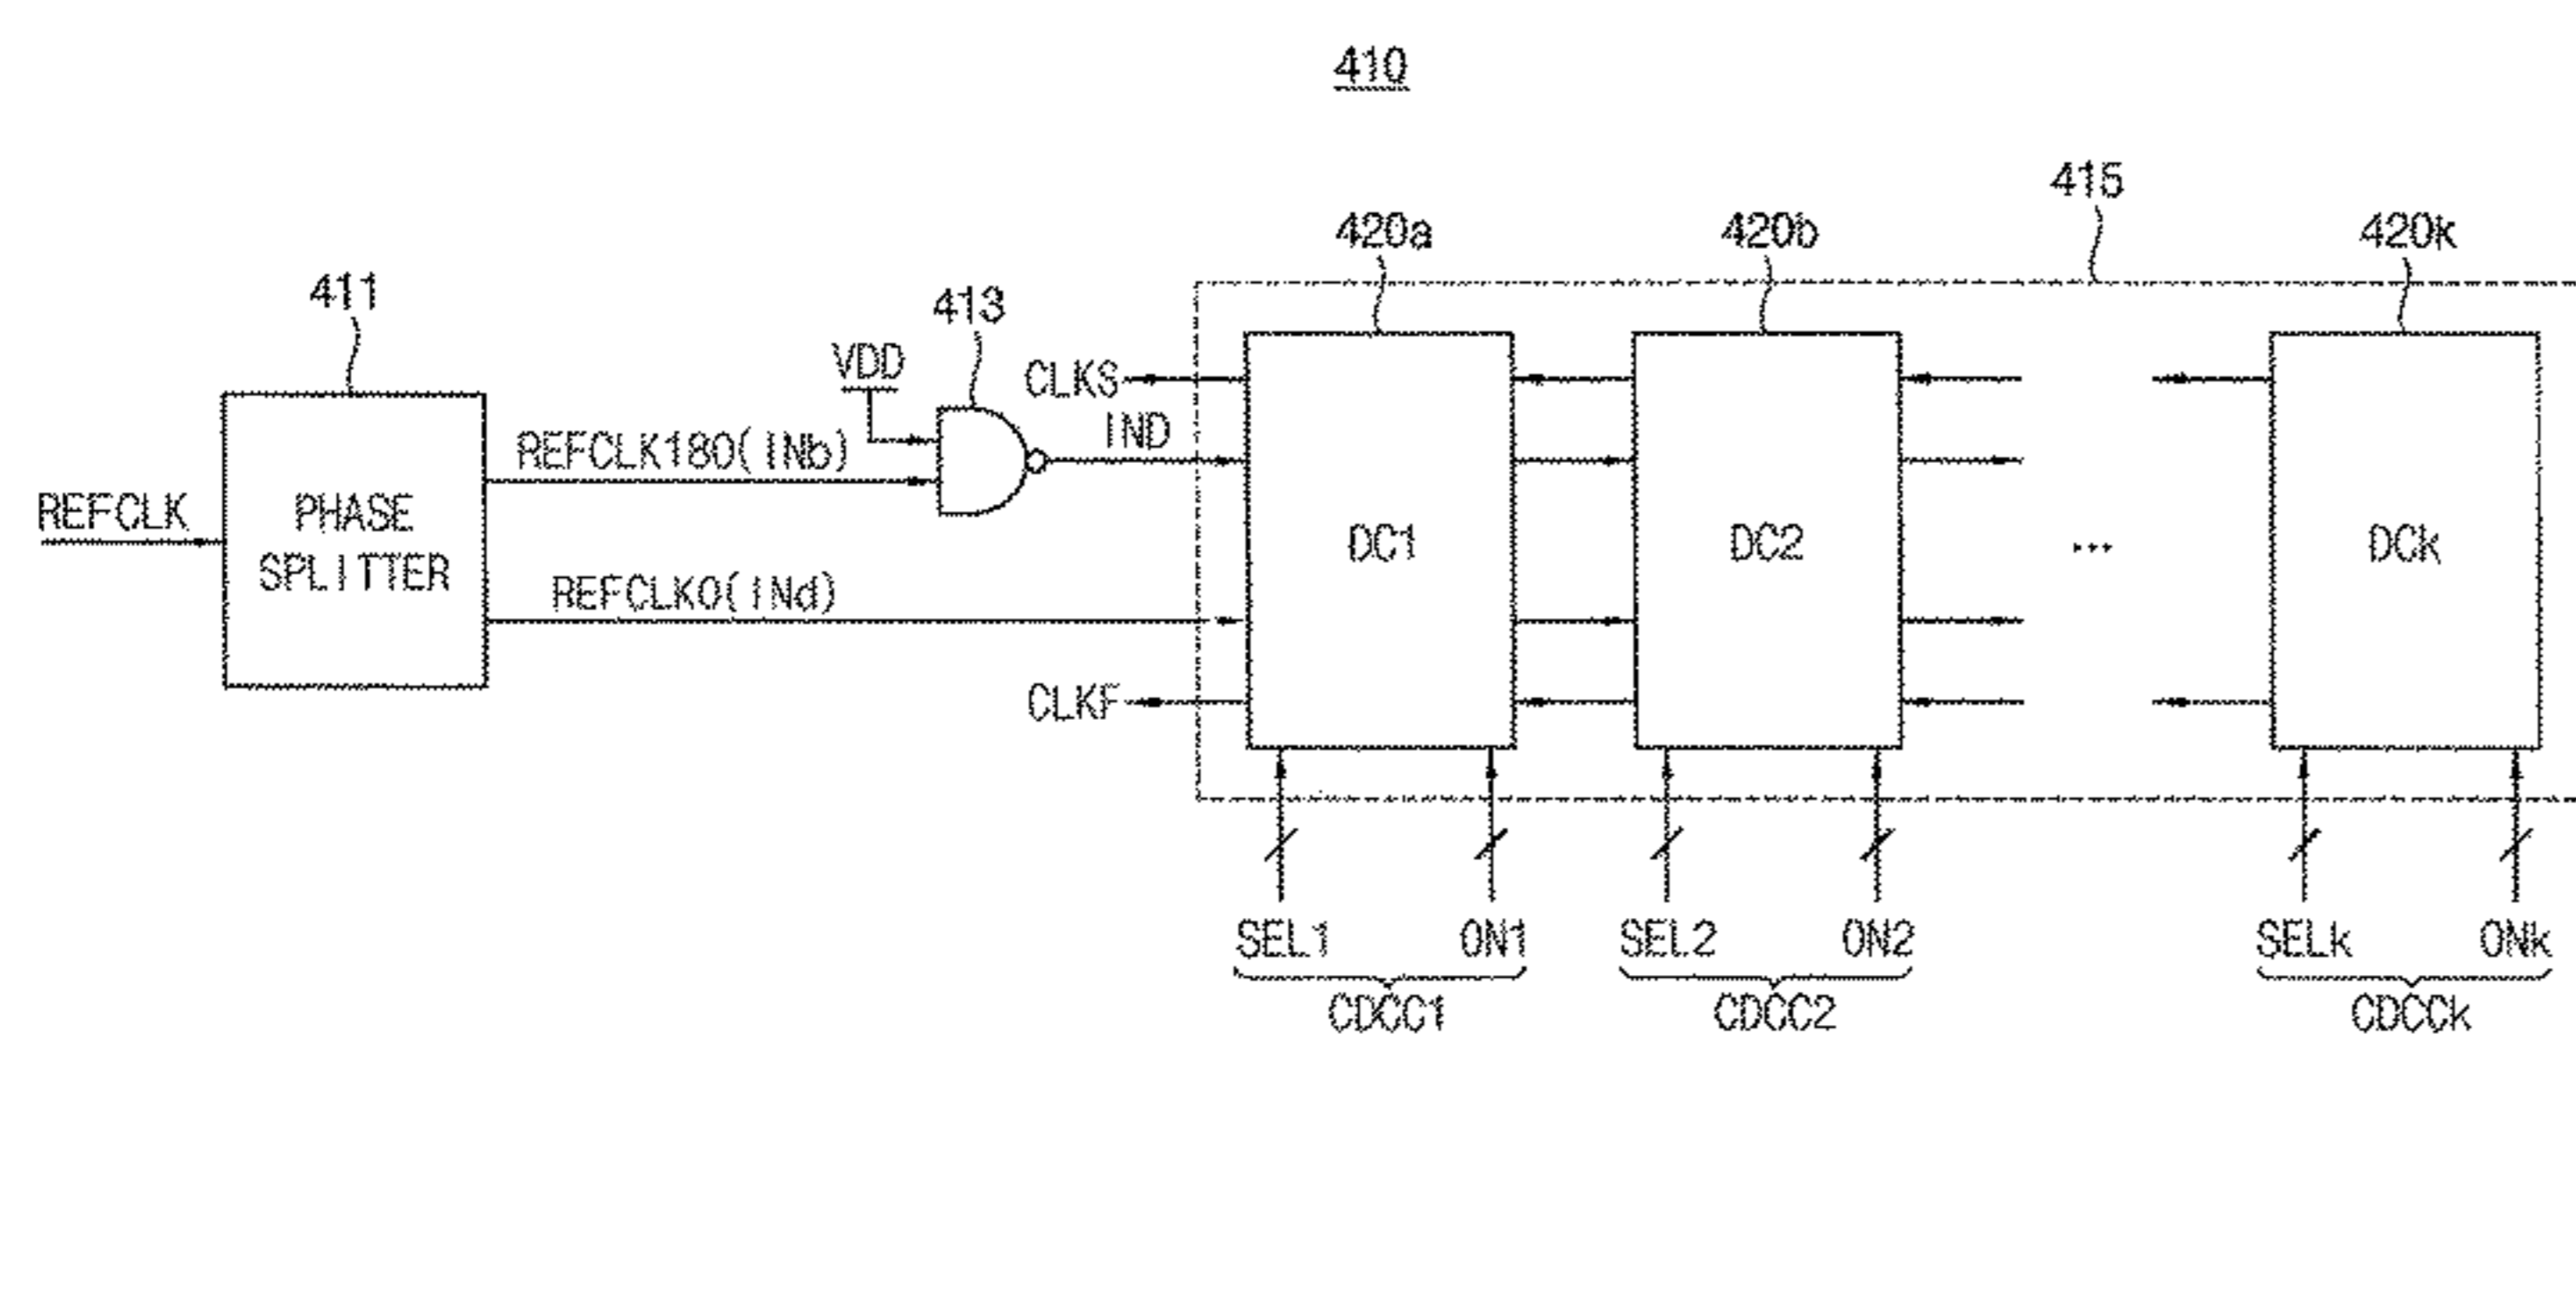 410
415
420a
420b
420k
411
413
VDD
CLKS
IND
REFCLK180(INb)
REFCLK
PHASE
SPLITTER
DC1
DC2
...
DCk
REFCLK0(INd)
CLKF
SEL1
ON1
SEL2
ON2
SELk
ONk
CDCC1
CDCC2
CDCCk